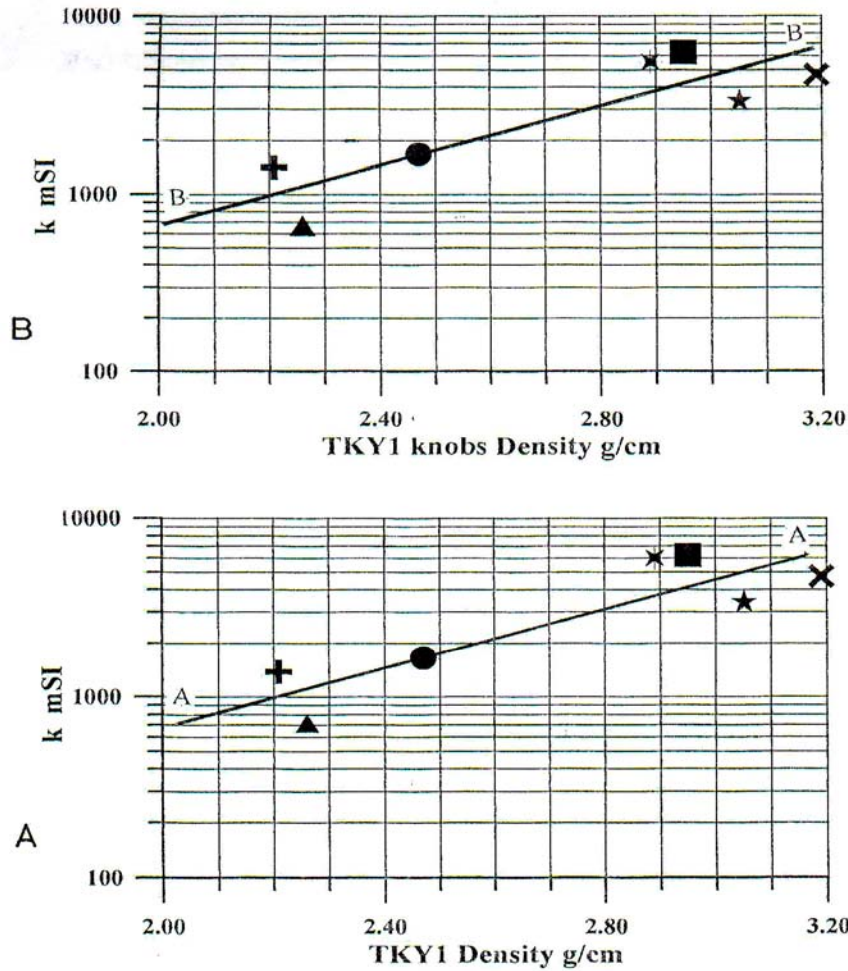 10000
B
k mSI
1000
B
B
100
2.00 2.40 2.80 3.20
TKY1 knobs Density g/cm
10000
A
k mSI
1000
A
A
100
2.00 2.40 2.80 3.20
TKY1 Density g/cm